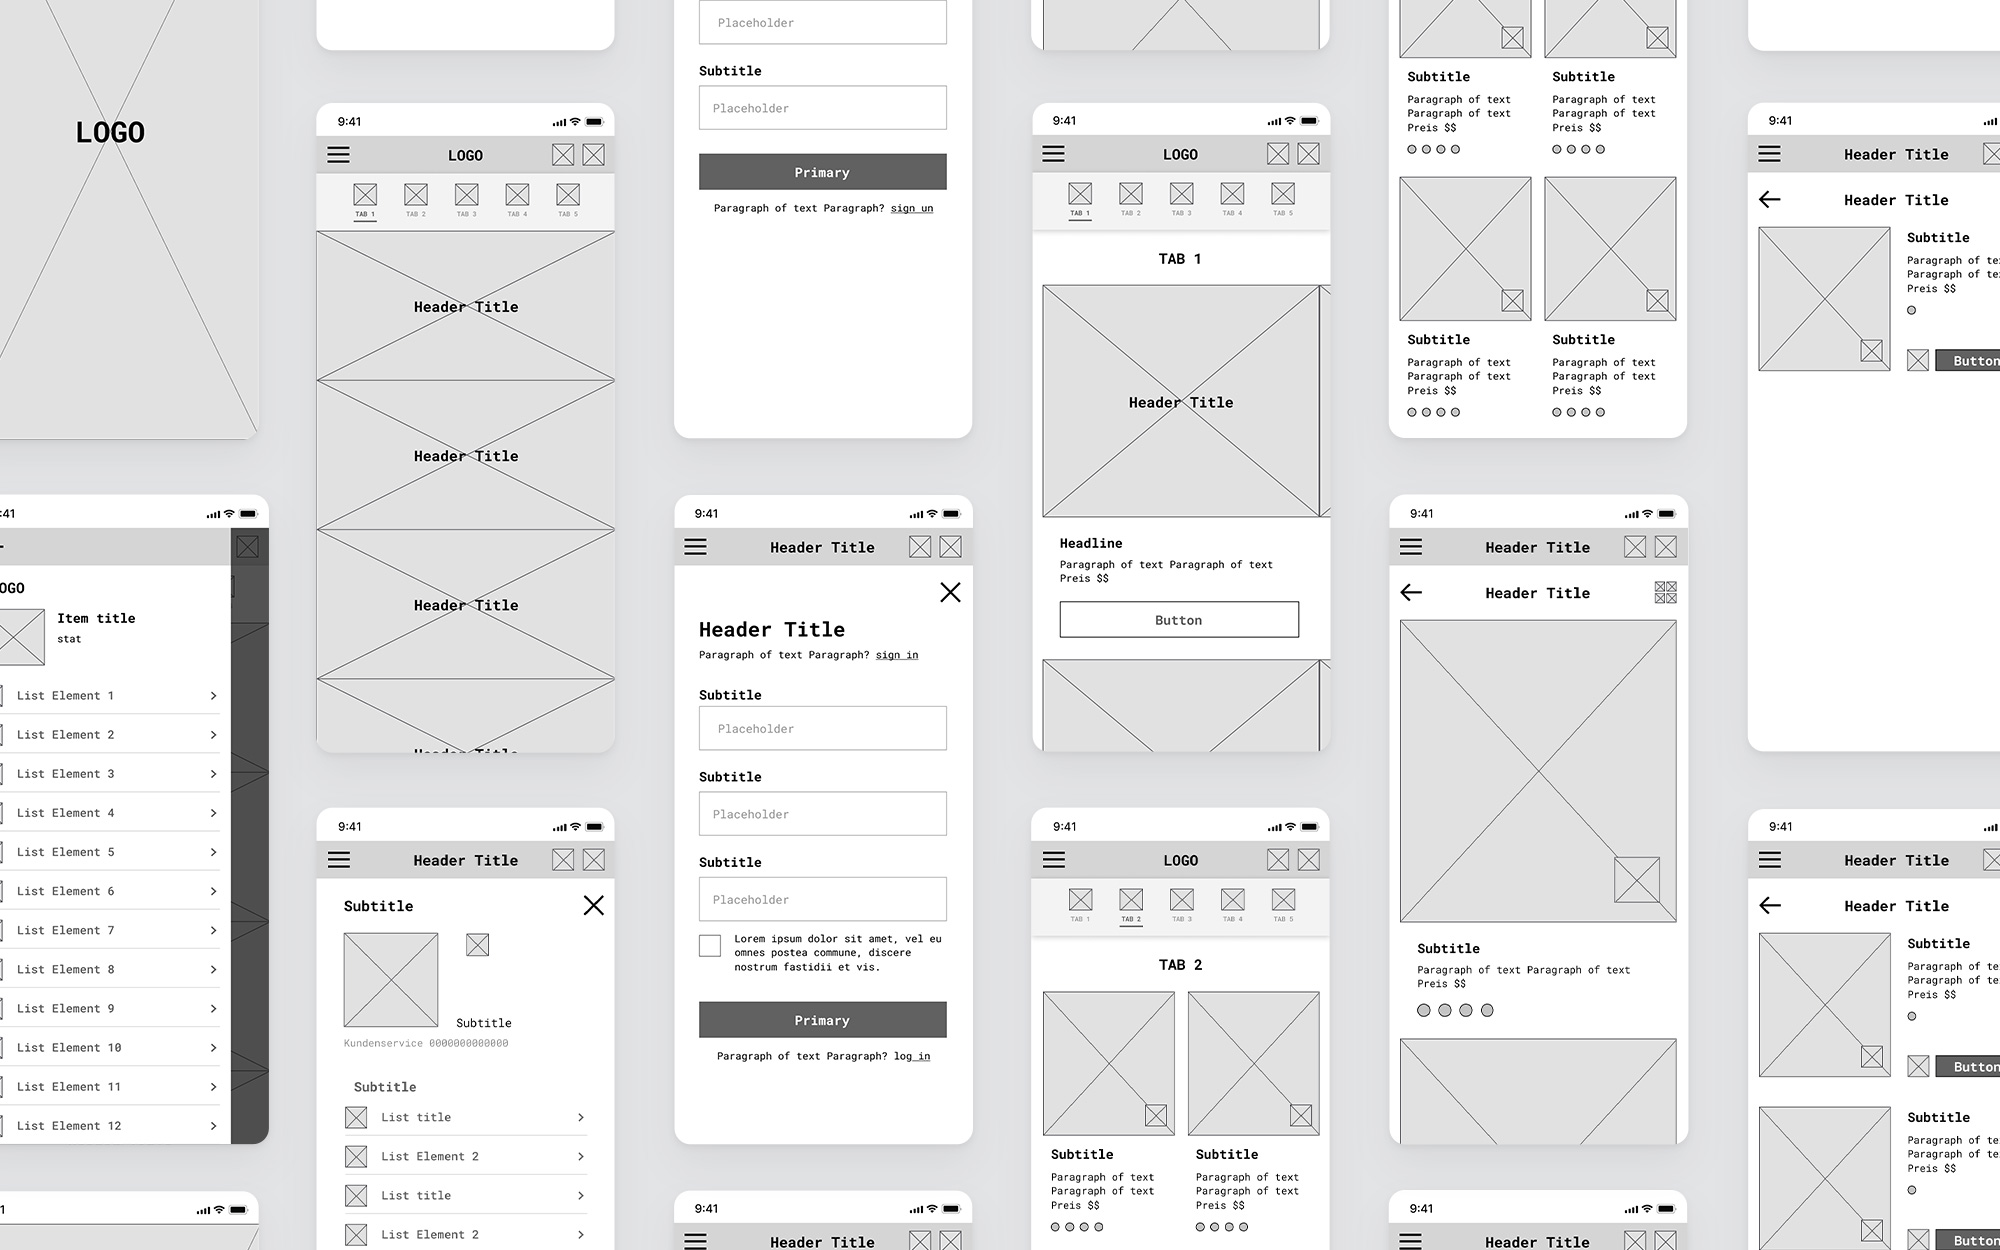 LOGO
:41
OGO
Item title
stat
List Element 1
List Element 2
List Element 3
List Element 4
List Element 5
List Element 6
List Element 7
List Element 8
List Element 9
List Element 10
List Element 11
List Element 12
9:41
LOGO
TAB 1
TAB 2
TAB 3
TAB 4
TAB 5
Header Title
Header Title
Header Title
Header Title
9:41
Header Title
Subtitle
Subtitle
Kundenservice 0000000000000
Subtitle
List title
List Element 2
List title
List Element 2
Placeholder
Subtitle
Placeholder
Primary
Paragraph of text Paragraph? sign un
9:41
Header Title
Header Title
Paragraph of text Paragraph? sign in
Subtitle
Placeholder
Subtitle
Placeholder
Subtitle
Placeholder
Lorem ipsum dolor sit amet, vel eu
omnes postea commune, discere
nostrum fastidii et vis.
Primary
Paragraph of text Paragraph? log in
9:41
Header Title
9:41
LOGO
TAB 1
TAB 2
TAB 3
TAB 4
TAB 5
TAB 1
Header Title
Headline
Paragraph of text Paragraph of text
Preis $$
Button
9:41
LOGO
TAB 1
TAB 2
TAB 3
TAB 4
TAB 5
TAB 2
Subtitle
Paragraph of text
Paragraph of text
Preis $$
Subtitle
Paragraph of text
Paragraph of text
Preis $$
Subtitle
Paragraph of text
Paragraph of text
Preis $$
Subtitle
Paragraph of text
Paragraph of text
Preis $$
Subtitle
Paragraph of text
Paragraph of text
Preis $$
Subtitle
Paragraph of text
Paragraph of text
Preis $$
9:41
Header Title
Header Title
Subtitle
Paragraph of text Paragraph of text
Preis $$
9:41
Header Title
9:41
Header Title
Header Title
Subtitle
Paragraph of te
Paragraph of te
Preis $$
Button
9:41
Header Title
Header Title
Subtitle
Paragraph of te
Paragraph of te
Preis $$
Button
Subtitle
Paragraph of te
Paragraph of te
Preis $$
Button